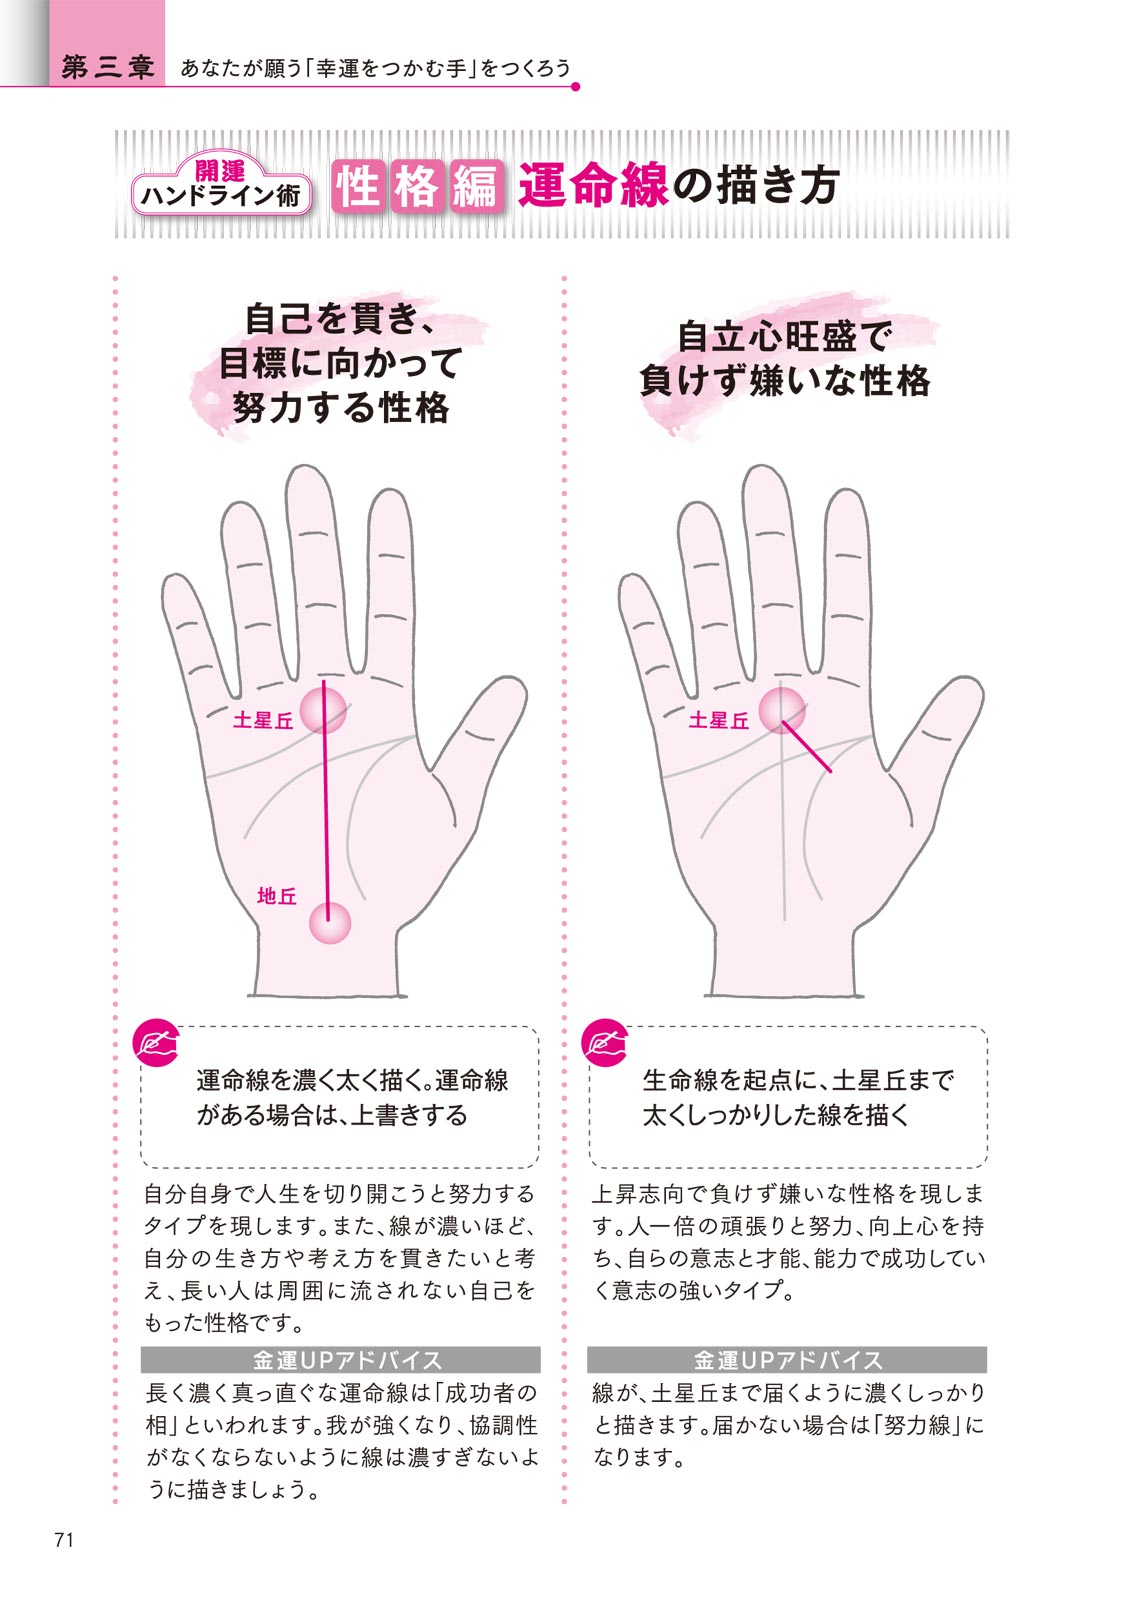 第三章
あなたが願う「幸運をつかむ手」をつくろう
開運
ハンドライン術
性格編 運命線の描き方
自己を貫き、
目標に向かって
努力する性格
土星丘
地丘
運命線を濃く太く描く。運命線
がある場合は、上書きする
自分自身で人生を切り開こうと努力する
タイプを現します。また、線が濃いほど、
自分の生き方や考え方を貫きたいと考
え、長い人は周囲に流されない自己を
もった性格です。
金運UPアドバイス
長く濃く真っ直ぐな運命線は「成功者の
相」といわれます。我が強くなり、協調性
がなくならないように線は濃すぎないよ
うに描きましょう。
自立心旺盛で
負けず嫌いな性格
土星丘
生命線を起点に、土星丘まで
太くしっかりした線を描く
上昇志向で負けず嫌いな性格を現しま
す。人一倍の頑張りと努力、向上心を持
ち、自らの意志と才能、能力で成功してい
く意志の強いタイプ。
金運UPアドバイス
線が、土星丘まで届くように濃くしっかり
と描きます。届かない場合は「努力線」に
なります。
71